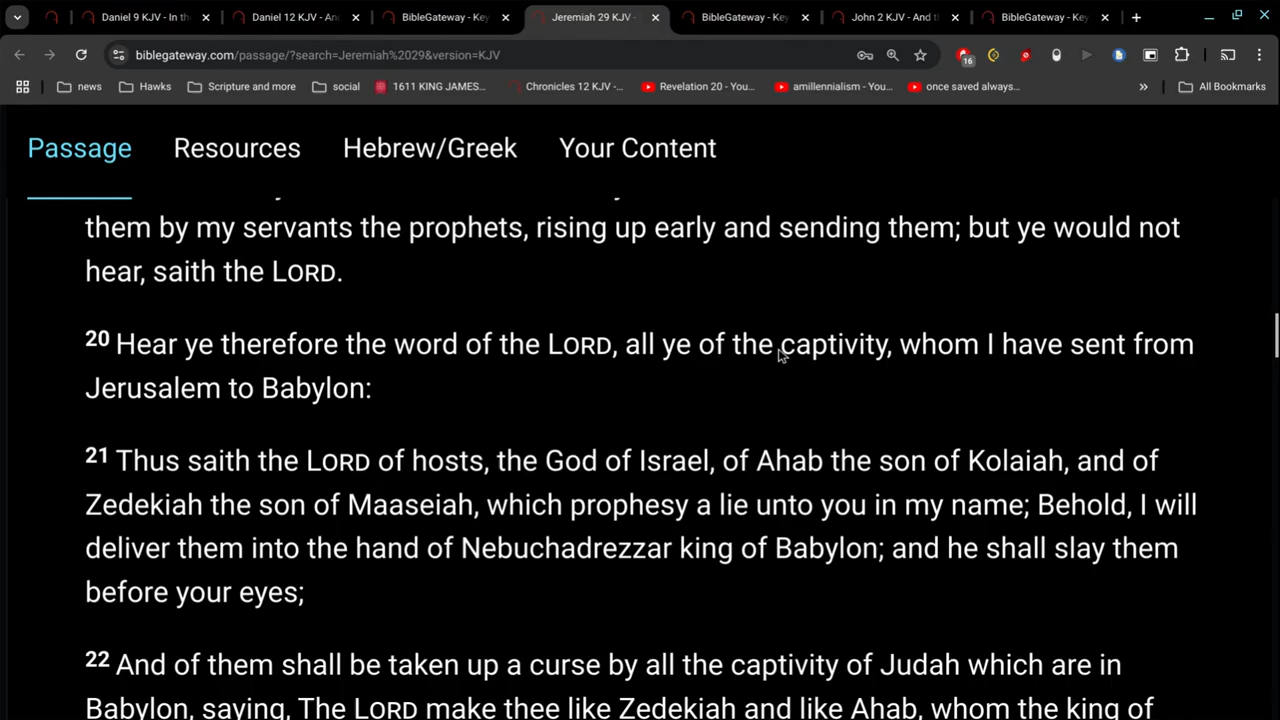 Daniel 9 KJV - In the
Daniel 12 KJV - And
BibleGateway - Key
Jeremiah 29 KJV -
BibleGateway - Key
John 2 KJV - And th
BibleGateway - Key
biblegateway.com/passage/?search=Jeremiah%2029&version=KJV
16
news
Hawks
Scripture and more
social
1611 KING JAMES...
Chronicles 12 KJV -...
Revelation 20 - You...
amillennialism - You...
once saved always...
»
All Bookmarks
Passage
Resources
Hebrew/Greek
Your Content
them by my servants the prophets, rising up early and sending them; but ye would not
hear, saith the LORD.
20 Hear ye therefore the word of the LORD, all ye of the captivity, whom I have sent from
Jerusalem to Babylon:
21 Thus saith the LORD of hosts, the God of Israel, of Ahab the son of Kolaiah, and of
Zedekiah the son of Maaseiah, which prophesy a lie unto you in my name; Behold, I will
deliver them into the hand of Nebuchadrezzar king of Babylon; and he shall slay them
before your eyes;
22 And of them shall be taken up a curse by all the captivity of Judah which are in
Babylon, saying, The LORD make thee like Zedekiah and like Ahab, whom the king of